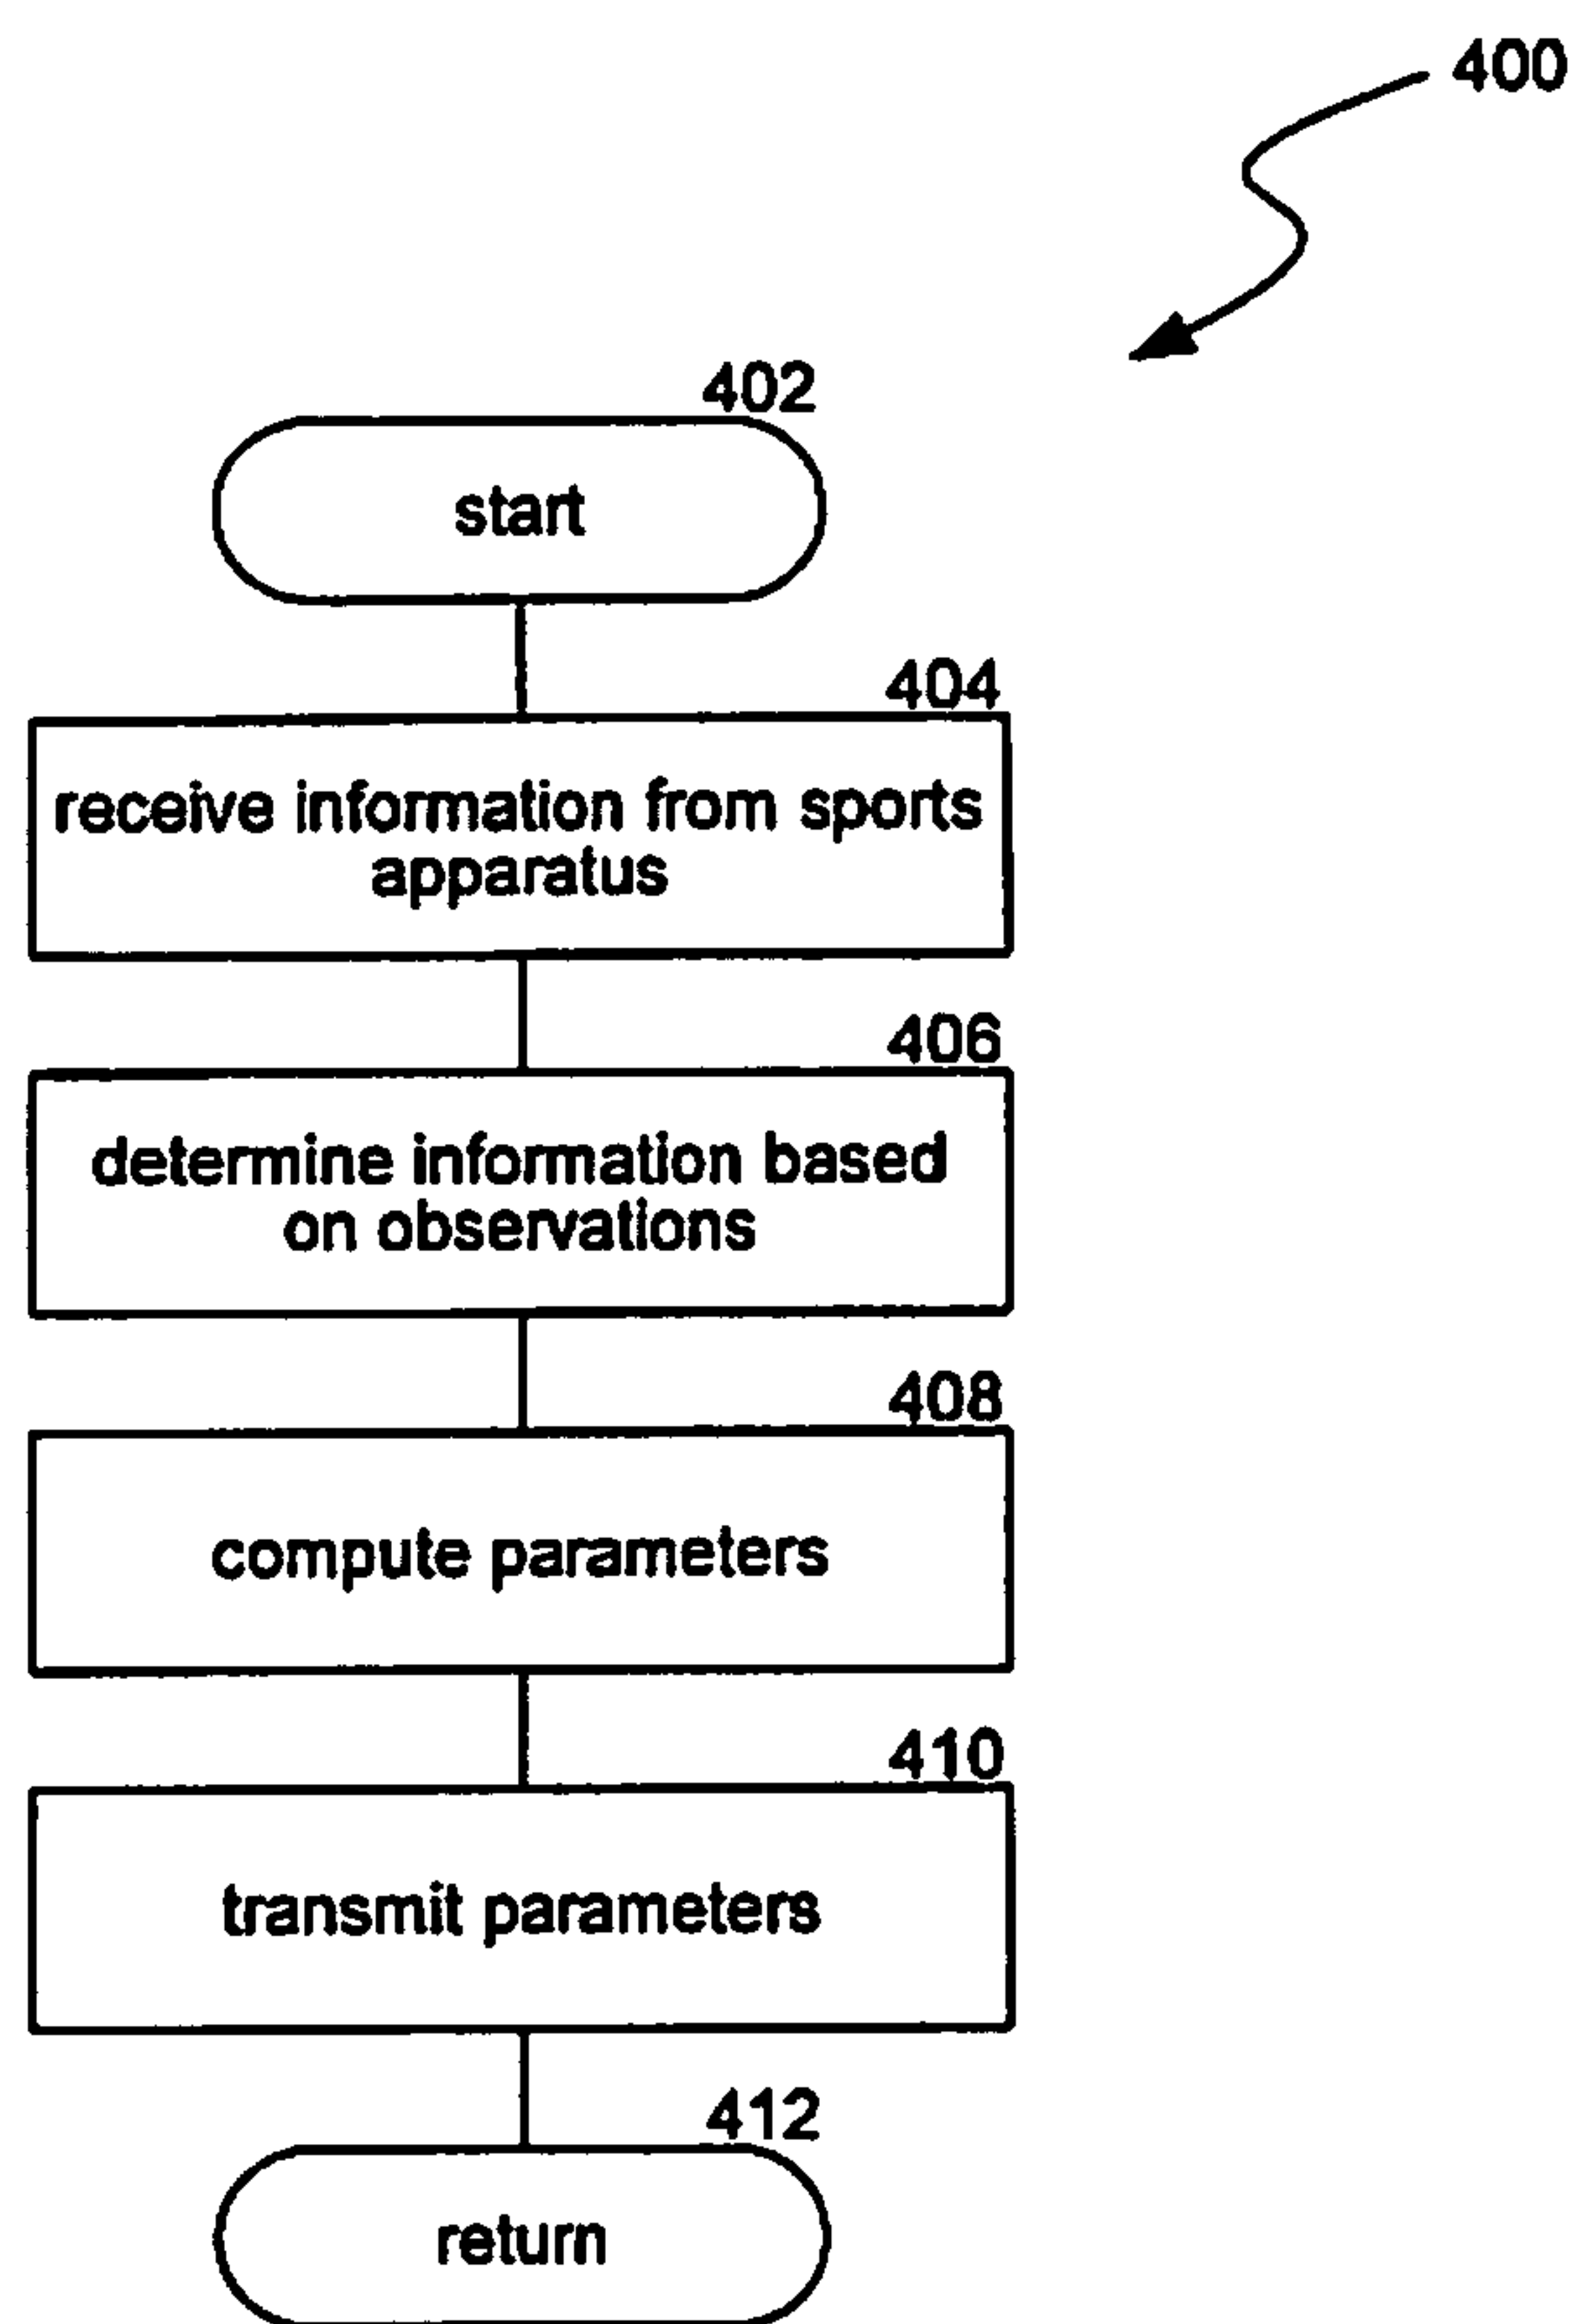 400
402
start
404
receive information from sports
apparatus
406
determine information based
on observations
408
compute parameters
410
transmit parameters
412
return